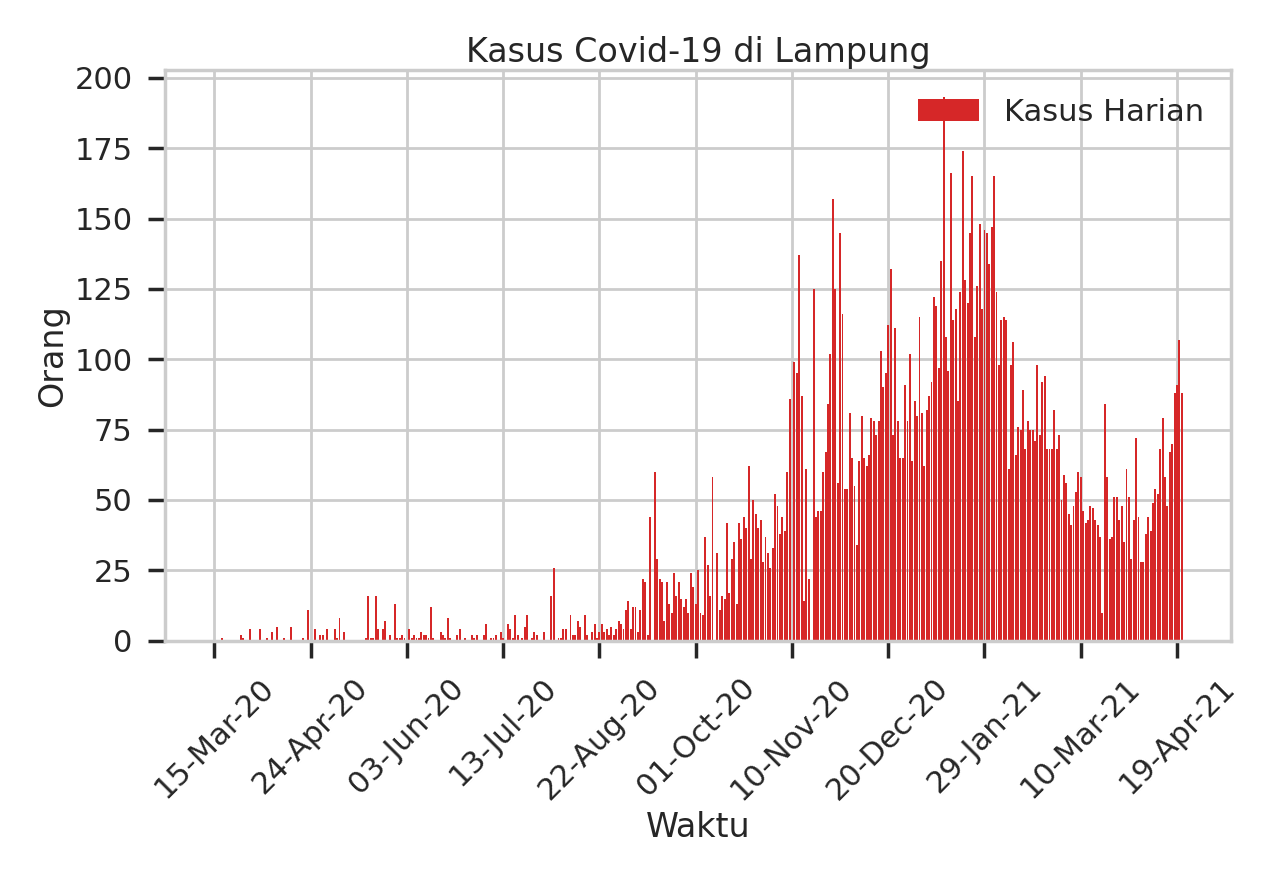 Kasus Covid-19 di Lampung
Kasus Harian
200
175
150
125
100
75
50
25
0
Orang
15-Mar-20
24-Apr-20
03-Jun-20
13-Jul-20
22-Aug-20
01-Oct-20
10-Nov-20
20-Dec-20
29-Jan-21
10-Mar-21
19-Apr-21
Waktu